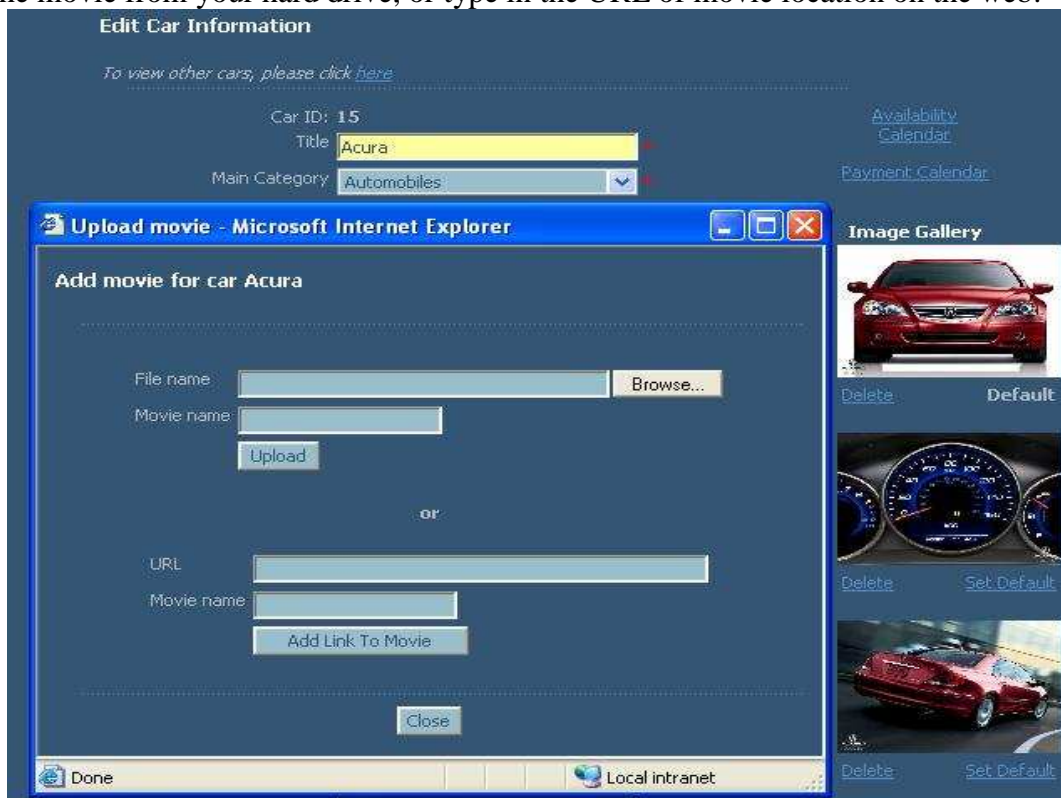 movie from your hard drive, or type in the URL of movie location on the web.
Edit Car Information
To view other cars, please click here
Car ID: 15
Title Acura *
Main Category Automobiles *
Availability
Calendar
Payment Calendar
Upload movie - Microsoft Internet Explorer
Add movie for car Acura
File name Browse...
Movie name
Upload
or
URL
Movie name
Add Link To Movie
Close
Done Local intranet
Image Gallery
Delete Default
Delete Set Default
Delete Set Default